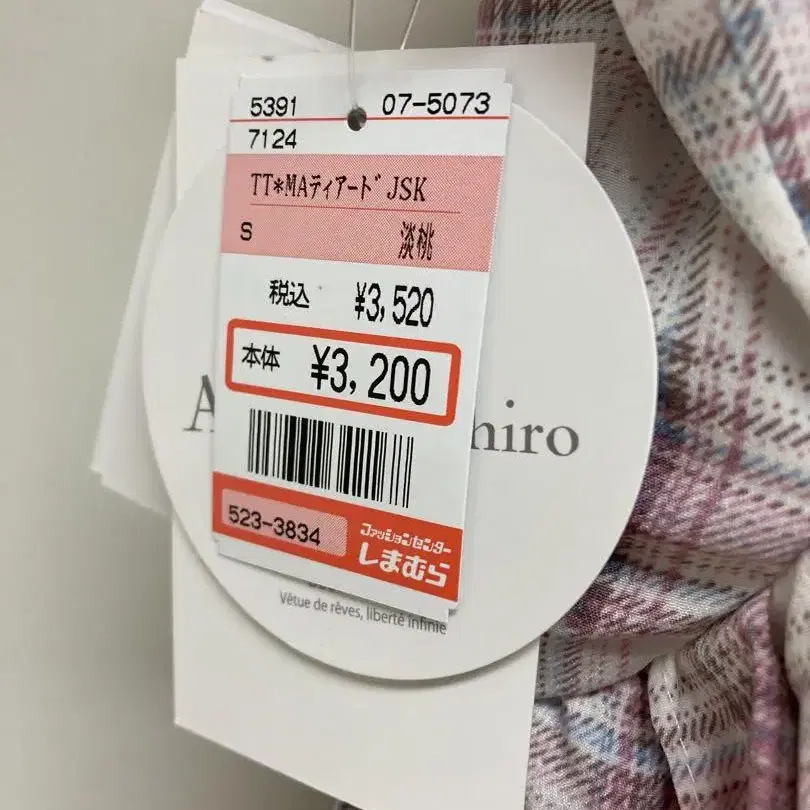 5391 07-5073
7124
TT*MAティアードJSK
S 淡桃
税込 ¥3,520
本体 ¥3,200
523-3834
ファッションセンター
しまむら
Vêtue de rêves, liberté infinie